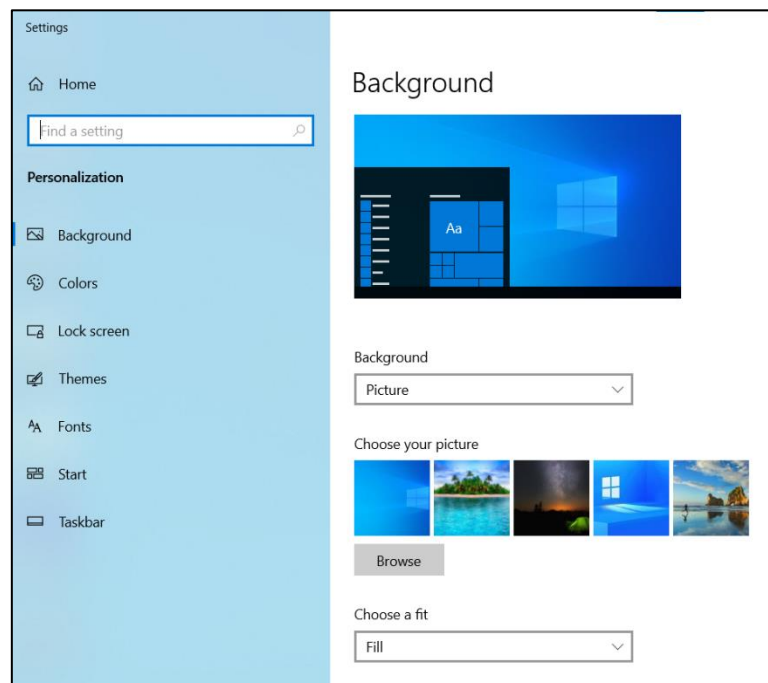 Settings
Home
Find a setting
Personalization
Background
Colors
Lock screen
Themes
Fonts
Start
Taskbar
Background
Aa
Background
Picture
Choose your picture
Browse
Choose a fit
Fill